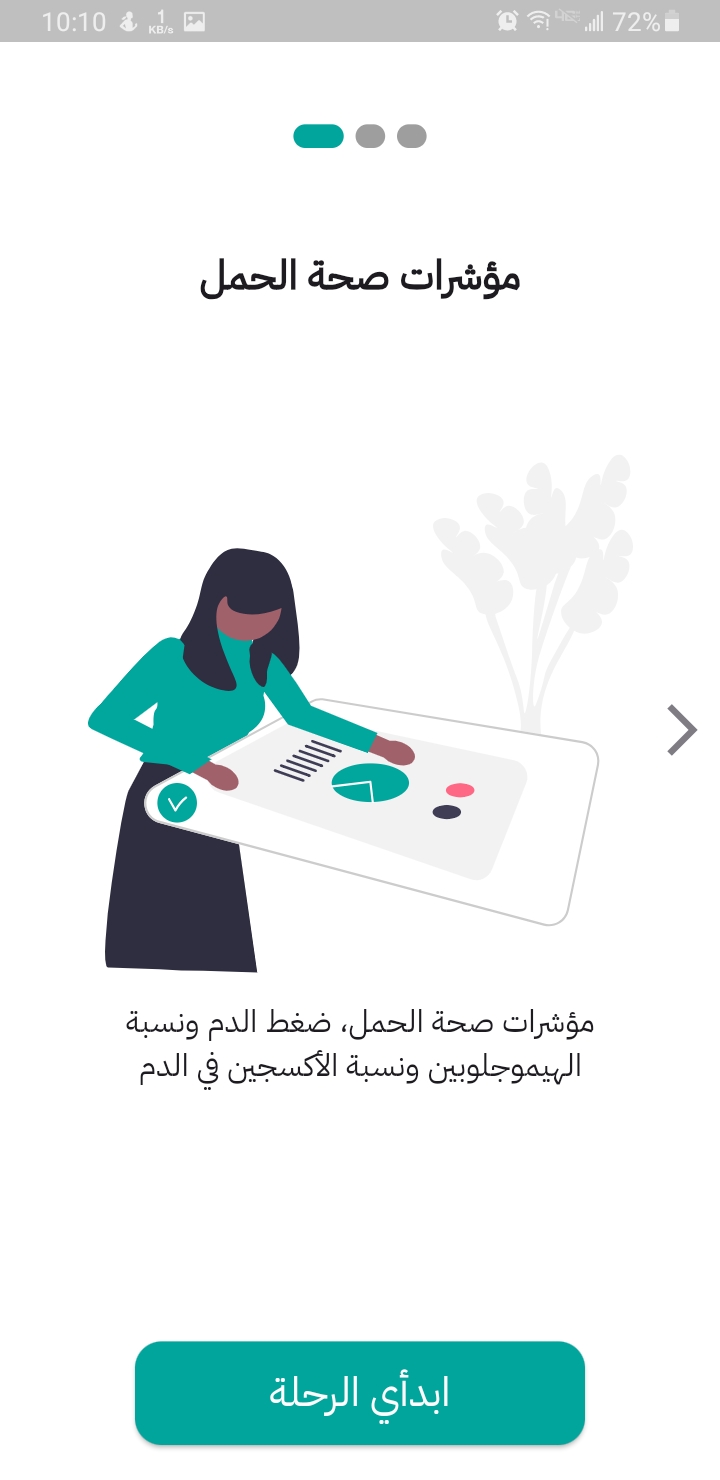 10:10
1
KB/s
72%
مؤشرات صحة الحمل
مؤشرات صحة الحمل، ضغط الدم ونسبة
الهيموجلوبين ونسبة الأكسجين في الدم
ابدأي الرحلة